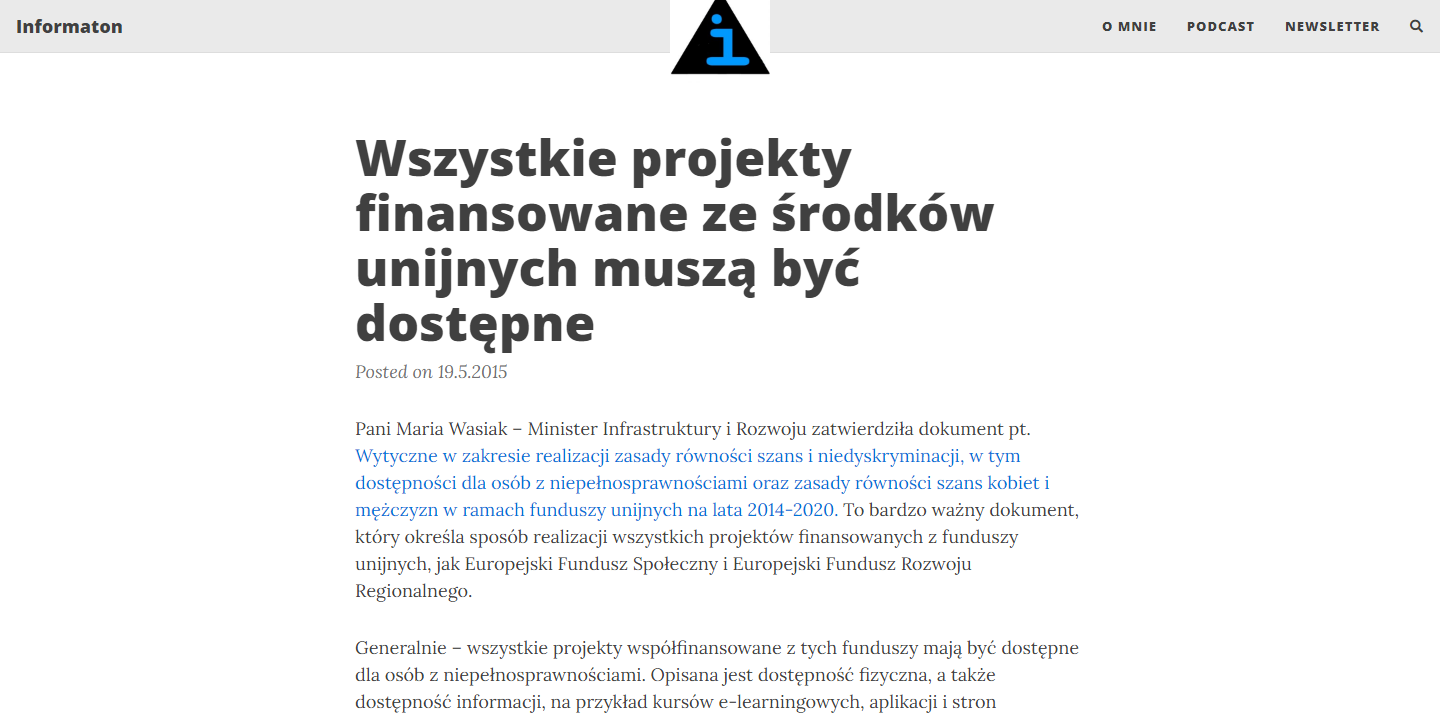 Informaton
i
O MNIE
PODCAST
NEWSLETTER
Wszystkie projekty
finansowane ze środków
unijnych muszą być
dostępne
Posted on 19.5.2015
Pani Maria Wasiak – Minister Infrastruktury i Rozwoju zatwierdziła dokument pt.
Wytyczne w zakresie realizacji zasady równości szans i niedyskryminacji, w tym
dostępności dla osób z niepełnosprawnościami oraz zasady równości szans kobiet i
mężczyzn w ramach funduszy unijnych na lata 2014-2020. To bardzo ważny dokument,
który określa sposób realizacji wszystkich projektów finansowanych z funduszy
unijnych, jak Europejski Fundusz Społeczny i Europejski Fundusz Rozwoju
Regionalnego.
Generalnie – wszystkie projekty współfinansowane z tych funduszy mają być dostępne
dla osób z niepełnosprawnościami. Opisana jest dostępność fizyczna, a także
dostępność informacji, na przykład kursów e-learningowych, aplikacji i stron